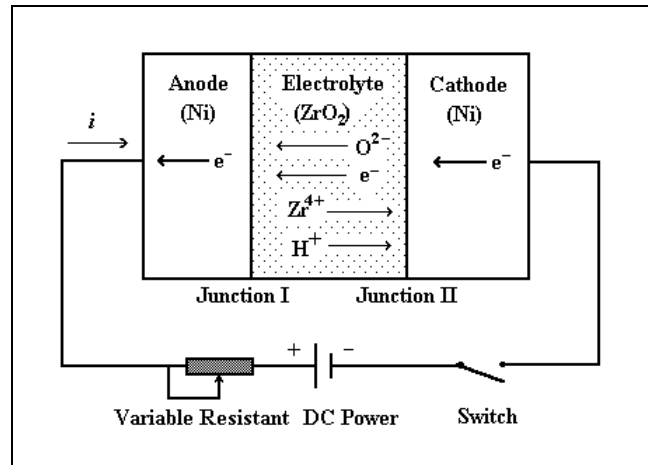 Anode Electrolyte Cathode
(Ni) (ZrO₂) (Ni)
i
O²⁻
e⁻ e⁻ e⁻
Zr⁴⁺
H⁺
Junction I Junction II
+ −
Variable Resistant DC Power Switch